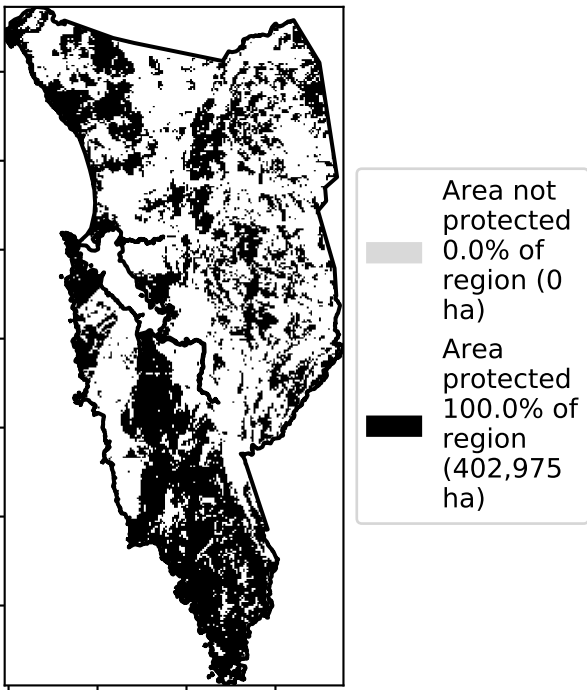 Area not
protected
0.0% of
region (0
ha)
Area
protected
100.0% of
region
(402,975
ha)